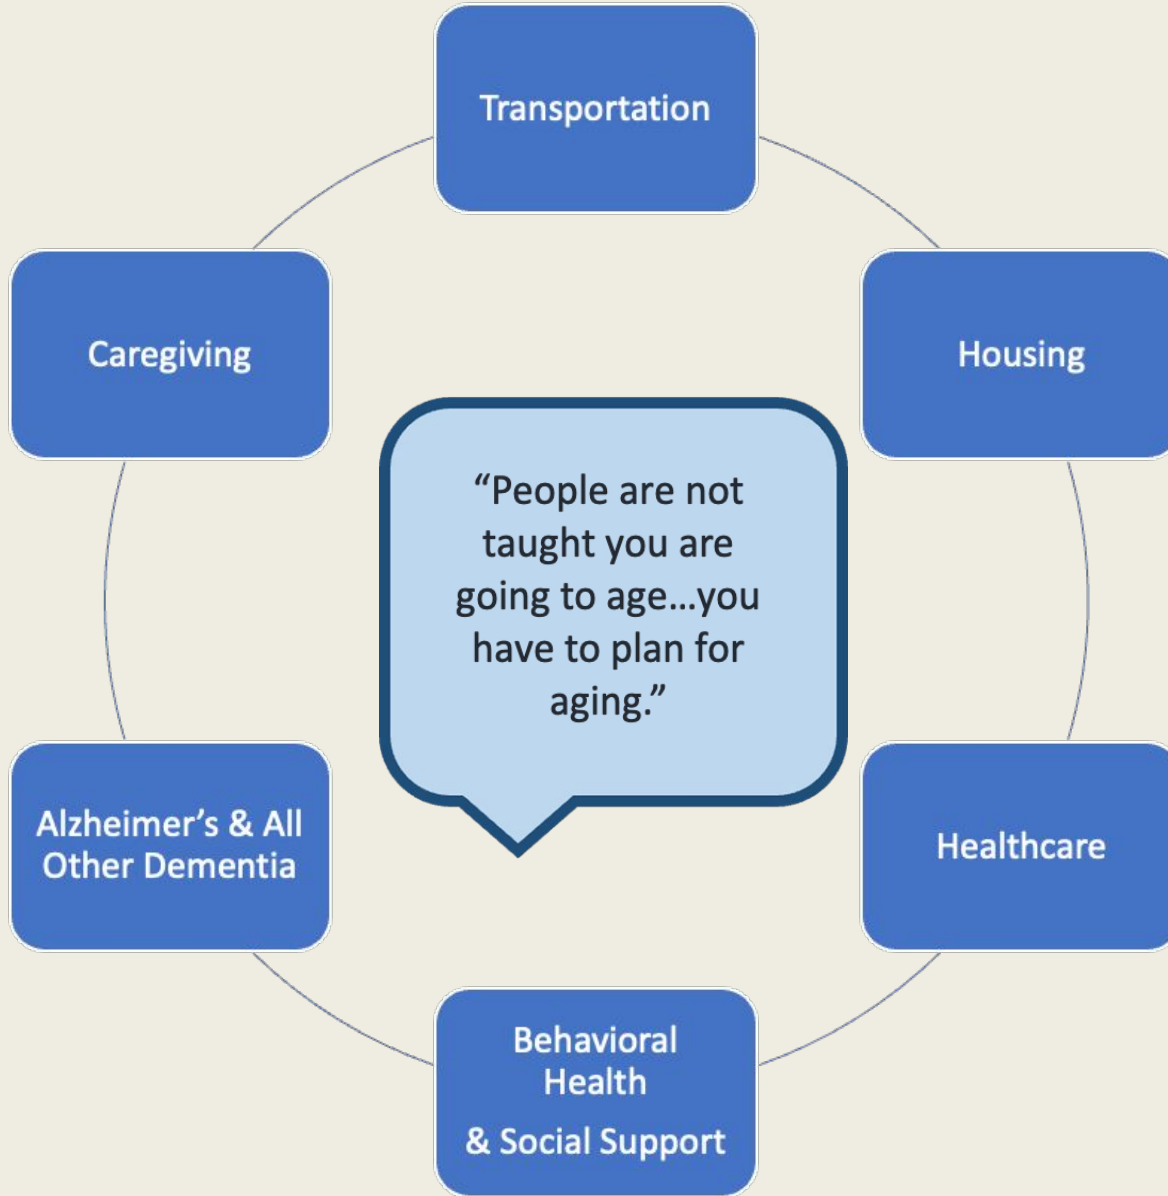 Transportation
Caregiving
Housing
“People are not
taught you are
going to age...you
have to plan for
aging.”
Alzheimer’s & All
Other Dementia
Healthcare
Behavioral
Health
& Social Support